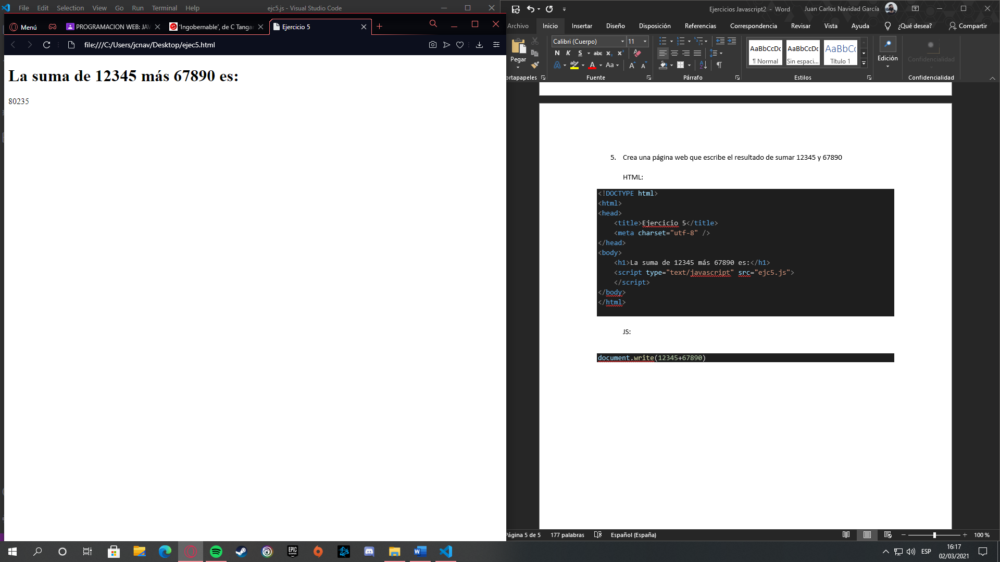 File Edit Selection View Go Run Terminal Help
ejc5.js - Visual Studio Code
Menú
PROGRAMACION WEB: JAV
'Ingobernable', de C Tangan
Ejercicio 5
file:///C:/Users/jcnav/Desktop/ejec5.html
La suma de 12345 más 67890 es:
80235
Ejercicios Javascript2 - Word
Juan Carlos Navidad García
Archivo Inicio Insertar Diseño Disposición Referencias Correspondencia Revisar Vista Ayuda ¿Qué desea? Compartir
Pegar
Calibri (Cuerpo) 11
N K S abc x₂ x²
A ab A Aa A A
AaBbCcDc AaBbCcDc AaBbCc
¶ Normal Sin espaci... Título 1
Edición
Confidencialidad
ortapapeles Fuente Párrafo Estilos Confidencialidad
5. Crea una página web que escribe el resultado de sumar 12345 y 67890
HTML:
<!DOCTYPE html>
<html>
<head>
    <title>Ejercicio 5</title>
    <meta charset="utf-8" />
</head>
<body>
    <h1>La suma de 12345 más 67890 es:</h1>
    <script type="text/javascript" src="ejc5.js">
    </script>
</body>
</html>
JS:
document.write(12345+67890)
Página 5 de 5 177 palabras Español (España) 100 %
EPIC GAMES
ESP
16:17
02/03/2021